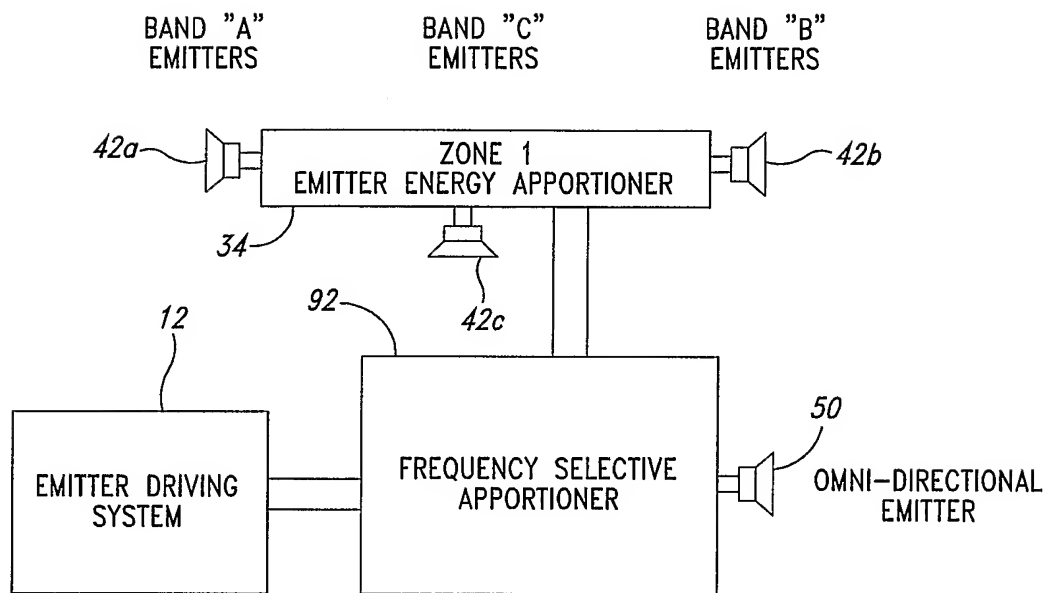 BAND "A"
EMITTERS
BAND "C"
EMITTERS
BAND "B"
EMITTERS
42a
ZONE 1
EMITTER ENERGY APPORTIONER
42b
34
42c
92
12
EMITTER DRIVING
SYSTEM
FREQUENCY SELECTIVE
APPORTIONER
50
OMNI-DIRECTIONAL
EMITTER